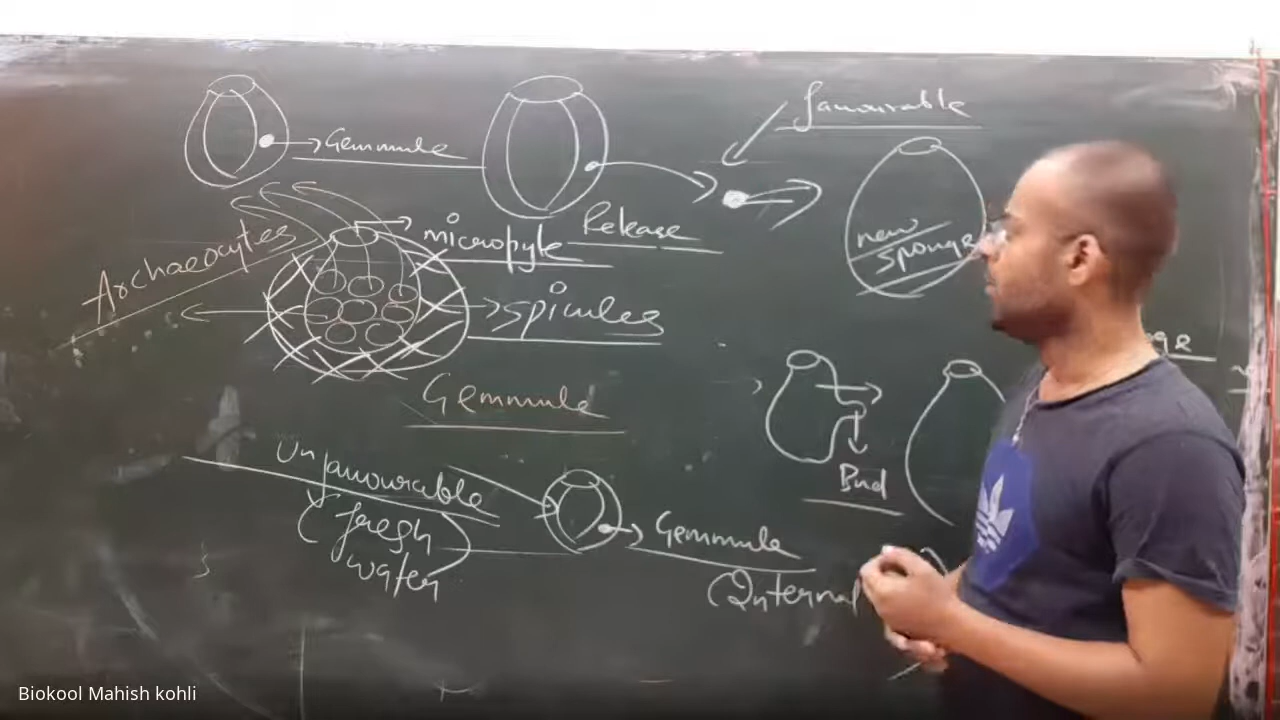 favourable
Gemmule
new
sponge
Release
micropyle
Archaeocytes
spicules
Gemmule
Unfavourable
(fresh
water)
Bud
Gemmule
(Internal
Biokool Mahish kohli